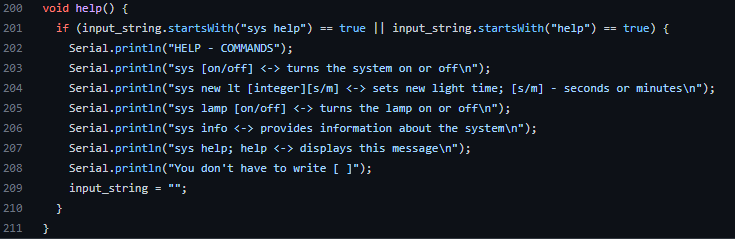 200 void help() {
201   if (input_string.startsWith("sys help") == true || input_string.startsWith("help") == true) {
202     Serial.println("HELP - COMMANDS");
203     Serial.println("sys [on/off] <-> turns the system on or off\n");
204     Serial.println("sys new lt [integer][s/m] <-> sets new light time; [s/m] - seconds or minutes\n");
205     Serial.println("sys lamp [on/off] <-> turns the lamp on or off\n");
206     Serial.println("sys info <-> provides information about the system\n");
207     Serial.println("sys help; help <-> displays this message\n");
208     Serial.println("You don't have to write [ ]");
209     input_string = "";
210   }
211 }